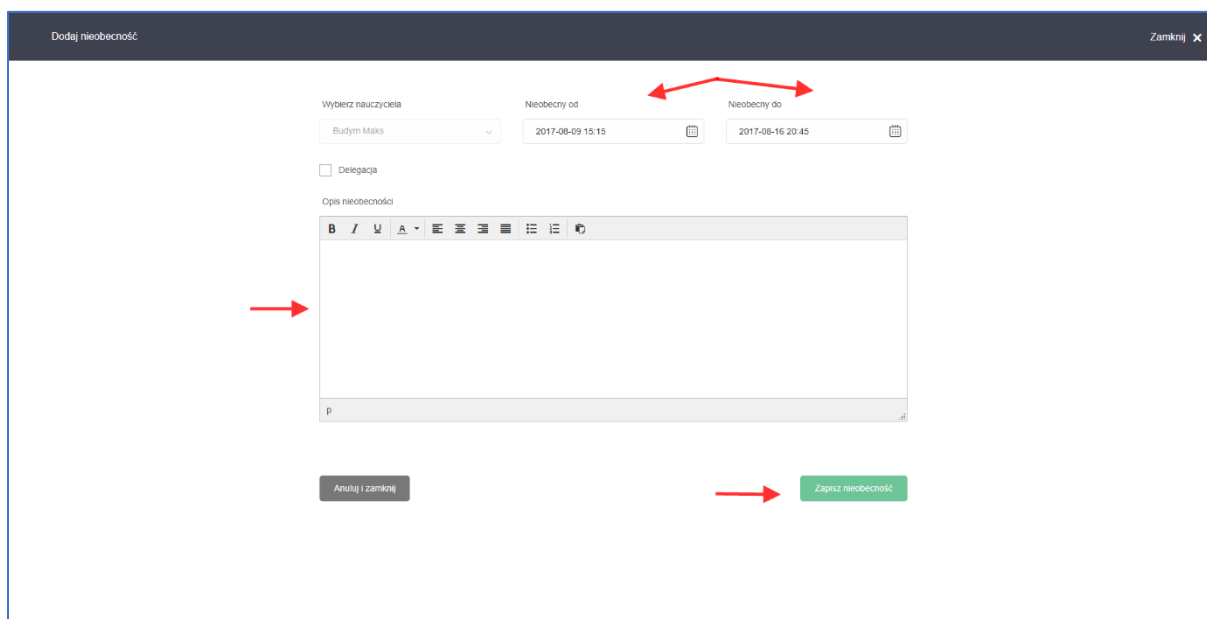 Dodaj nieobecność
Zamknij
Wybierz nauczyciela
Nieobecny od
Nieobecny do
Budym Maks
2017-08-09 15:15
2017-08-16 20:45
Delegacja
Opis nieobecności
B I U A
p
Anuluj i zamknij
Zapisz nieobecność